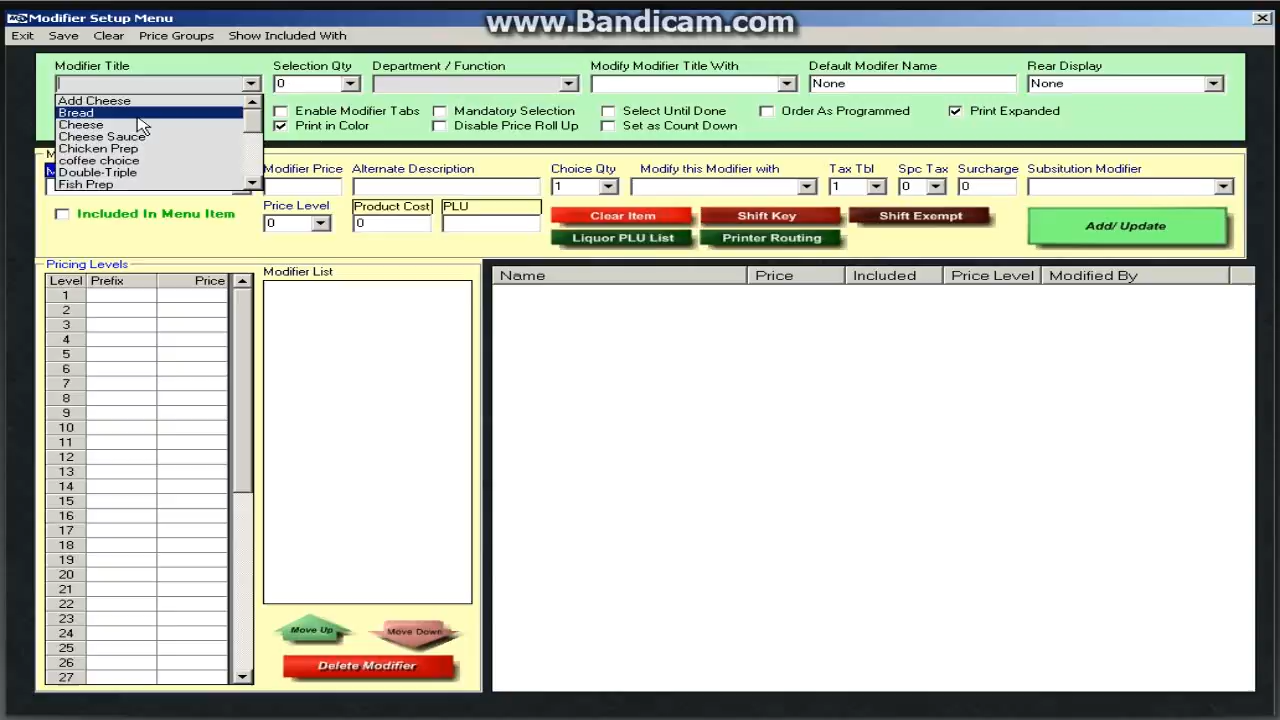 Modifier Setup Menu
www.Bandicam.com
Exit Save Clear Price Groups Show Included With
Modifier Title Selection Qty Department / Function Modify Modifier Title With Default Modifer Name Rear Display
0 None None
Add Cheese
Bread
Cheese
Cheese Sauce
Chicken Prep
coffee choice
Double-Triple
Fish Prep
Enable Modifier Tabs Mandatory Selection Select Until Done Order As Programmed Print Expanded
Print in Color Disable Price Roll Up Set as Count Down
Modifier Price Alternate Description Choice Qty Modify this Modifier with Tax Tbl Spc Tax Surcharge Subsitution Modifier
1 1 0 0
Included In Menu Item
Price Level Product Cost PLU
0 0
Clear Item Shift Key Shift Exempt
Liquor PLU List Printer Routing
Add/ Update
Pricing Levels
Level Prefix Price
1
2
3
4
5
6
7
8
9
10
11
12
13
14
15
16
17
18
19
20
21
22
23
24
25
26
27
Modifier List
Move Up Move Down
Delete Modifier
Name Price Included Price Level Modified By